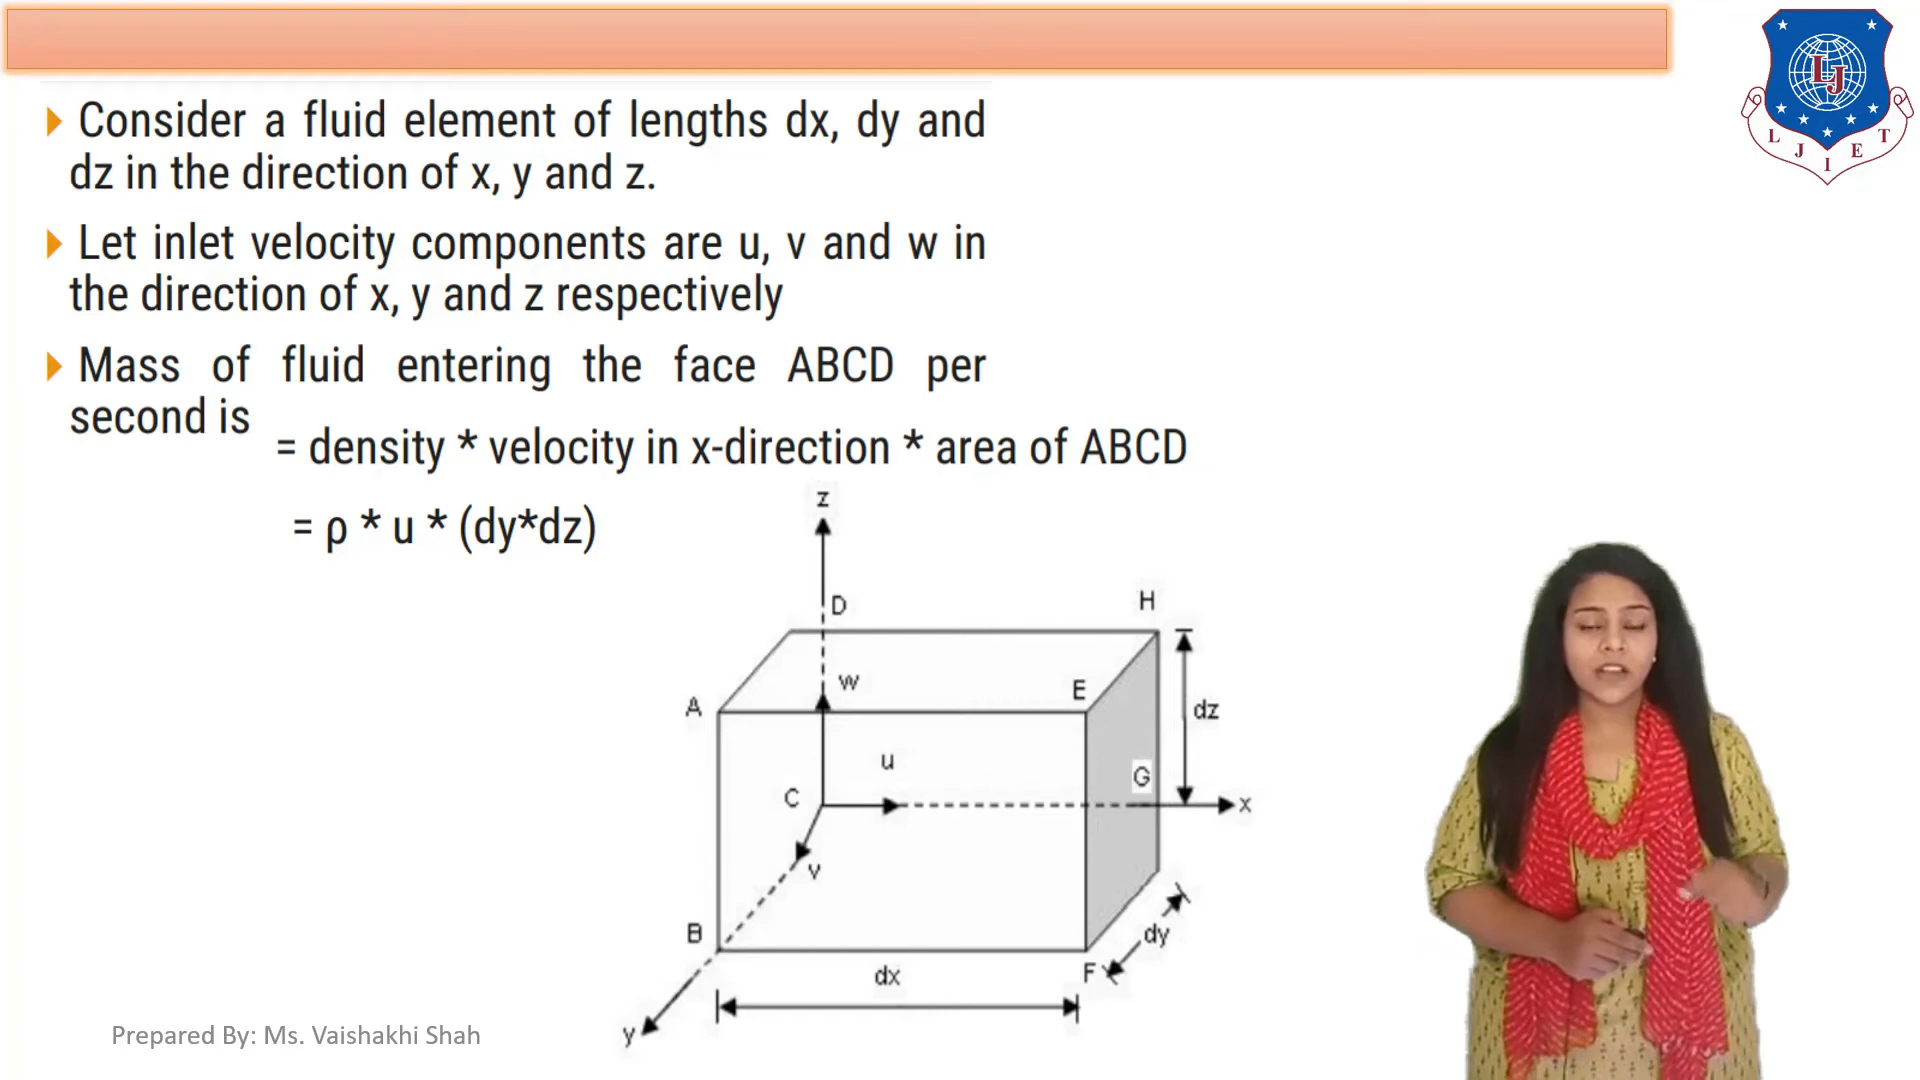 Consider a fluid element of lengths dx, dy and
dz in the direction of x, y and z.
Let inlet velocity components are u, v and w in
the direction of x, y and z respectively
Mass of fluid entering the face ABCD per
second is
= density * velocity in x-direction * area of ABCD
= ρ * u * (dy*dz)
z
D
H
w
A
E
dz
u
G
C
x
v
B
dy
dx
F
y
Prepared By: Ms. Vaishakhi Shah
LJ
L J I E T